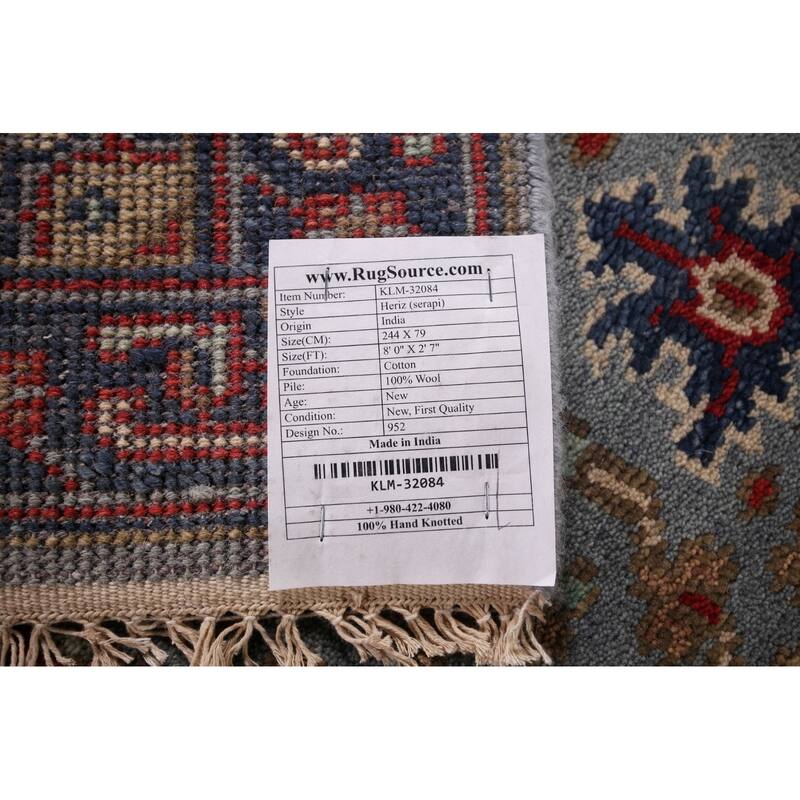 www.RugSource.com
Item Number: KLM-32084
Style Heriz (serapi)
Origin India
Size(CM): 244 X 79
Size(FT): 8' 0" X 2' 7"
Foundation: Cotton
Pile: 100% Wool
Age: New
Condition: New, First Quality
Design No.: 952
Made in India
KLM-32084
+1-980-422-4080
100% Hand Knotted